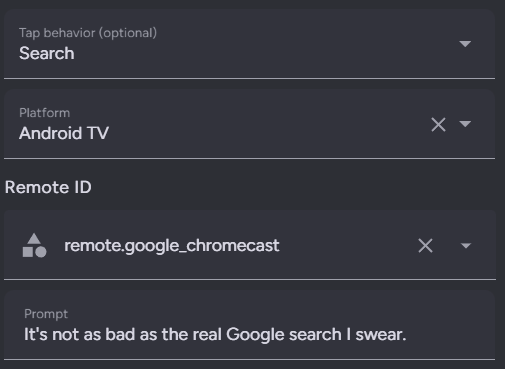 Tap behavior (optional)
Search
Platform
Android TV
Remote ID
remote.google_chromecast
Prompt
It's not as bad as the real Google search I swear.